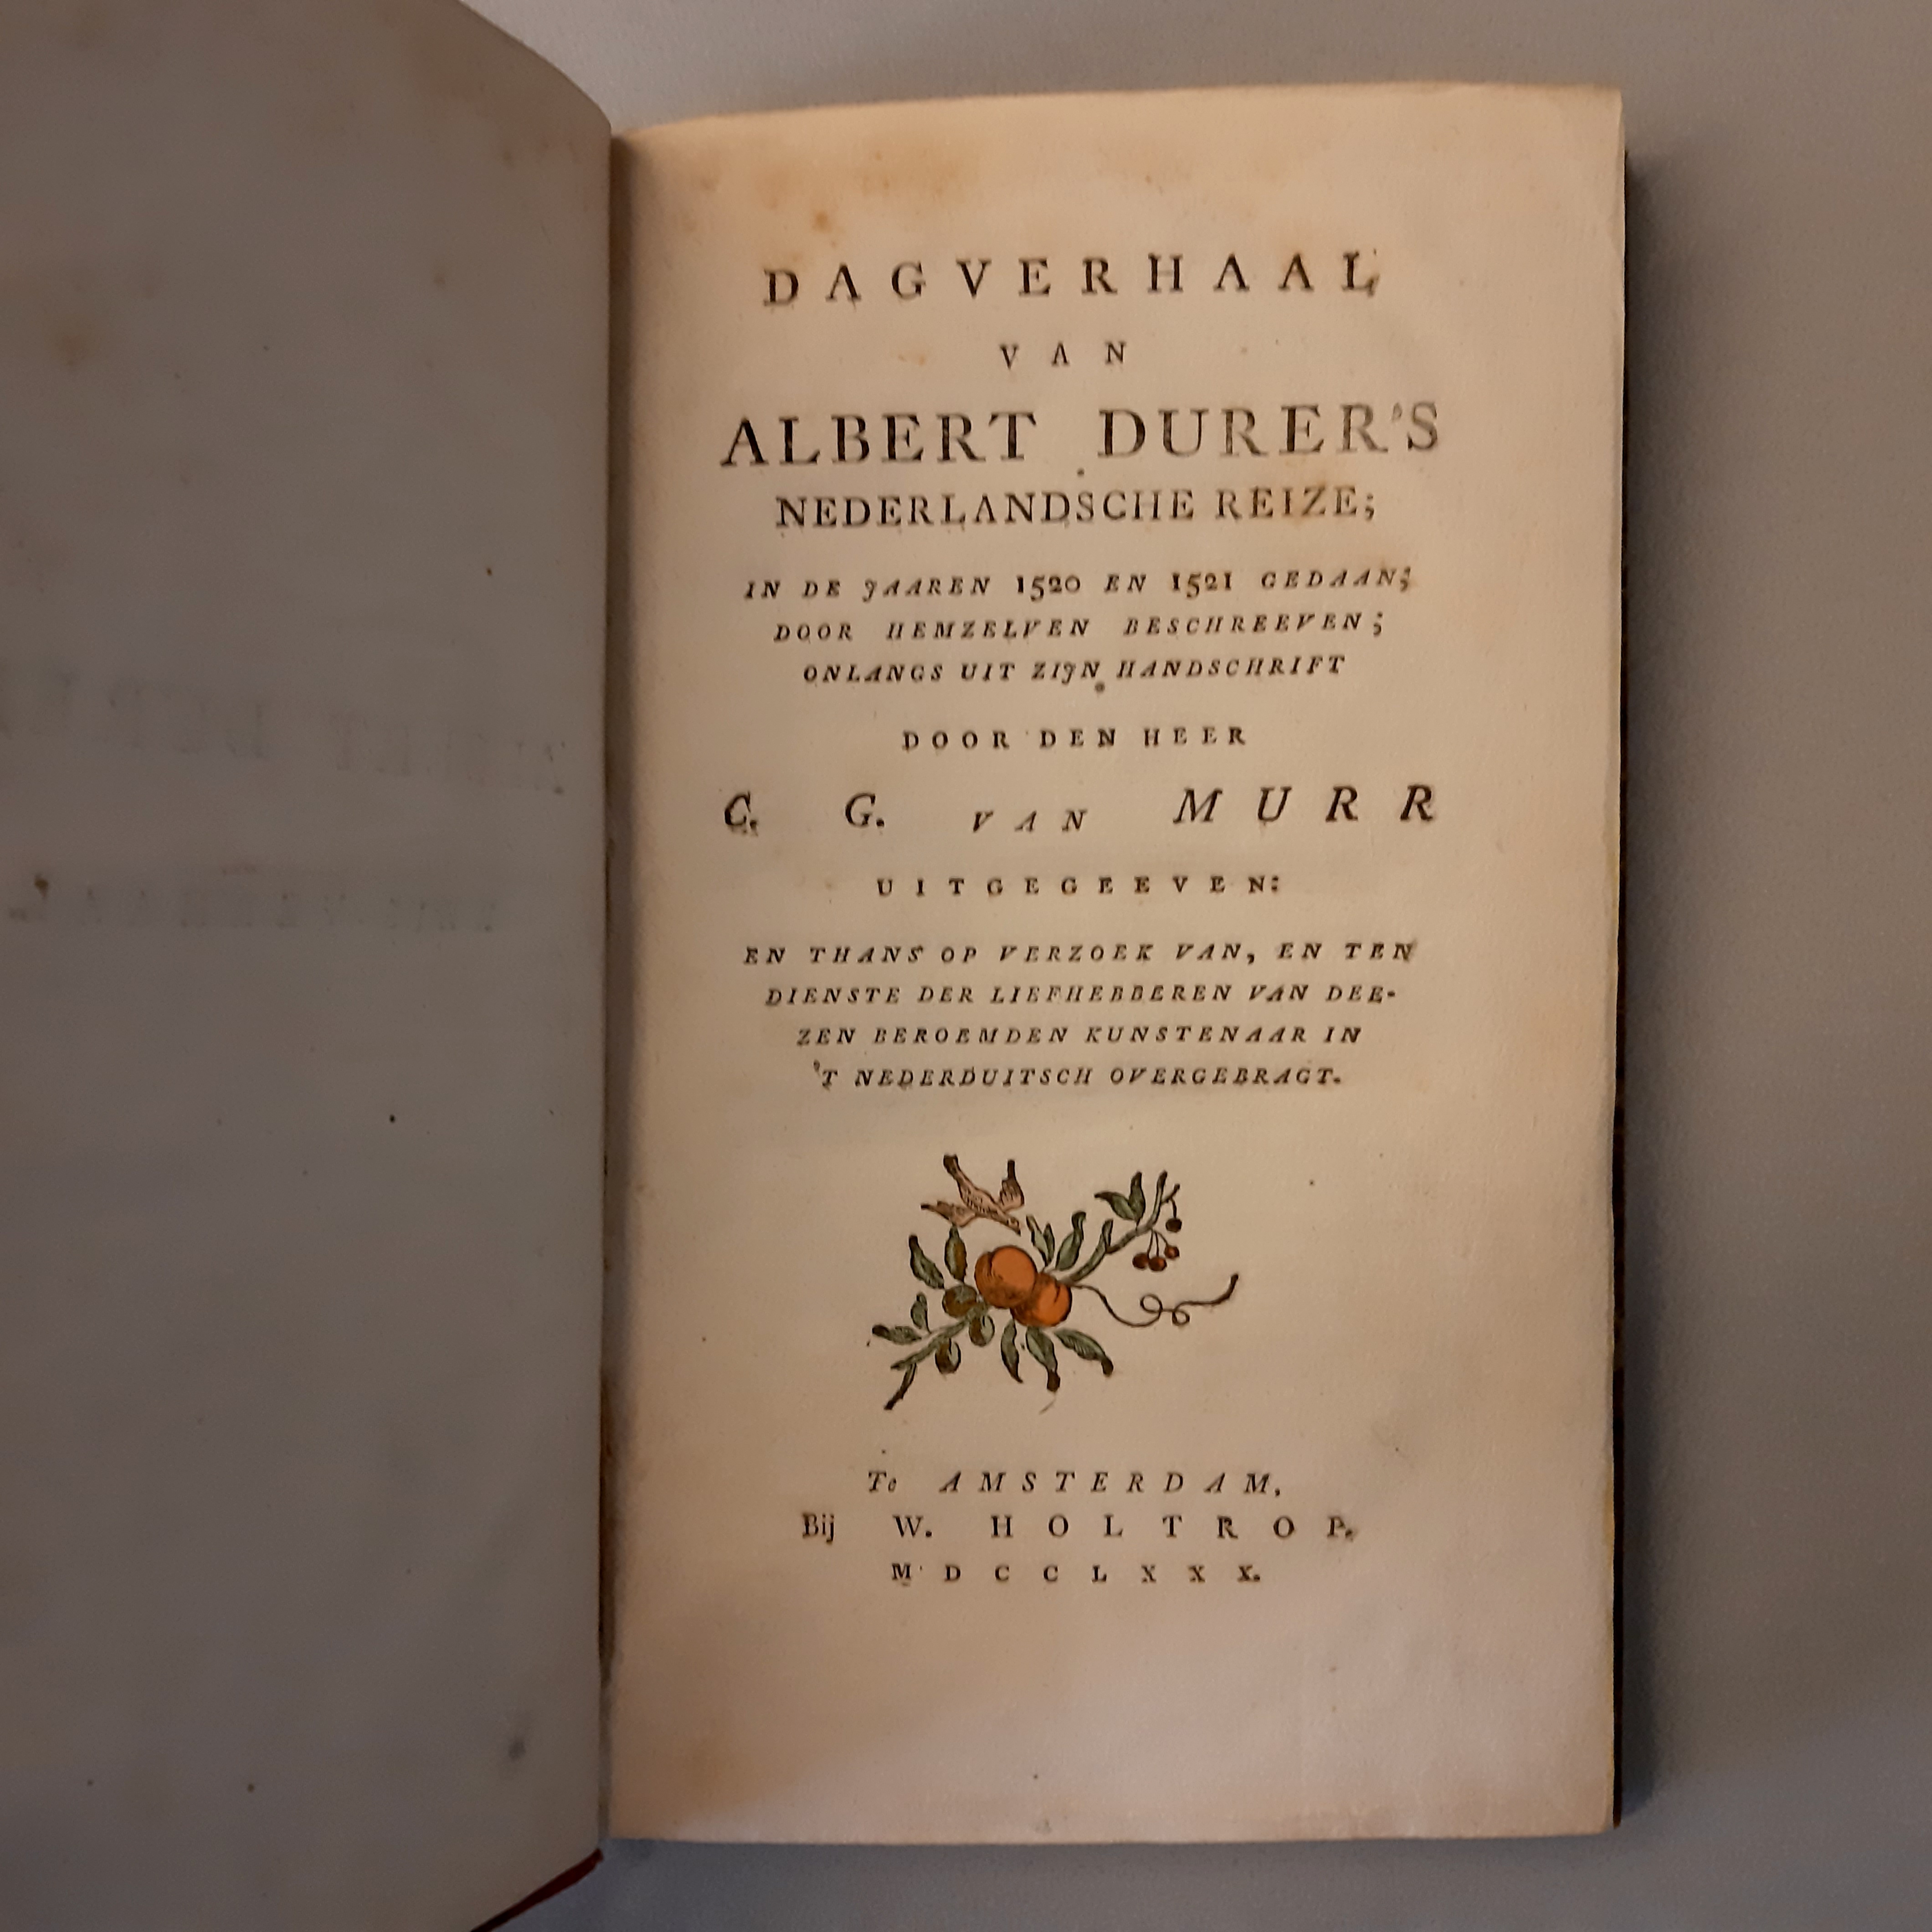 DAGVERHAAL
VAN
ALBERT DURER'S
NEDERLANDSCHE REIZE;
IN DE JAAREN 1520 EN 1521 GEDAAN;
DOOR HEMZELVEN BESCHREEVEN;
ONLANGS UIT ZIJN HANDSCHRIFT
DOOR DEN HEER
C. G. VAN MURR
UITGEGEEVEN:
EN THANS OP VERZOEK VAN, EN TEN
DIENSTE DER LIEFHEBBEREN VAN DEE-
ZEN BEROEMDEN KUNSTENAAR IN
'T NEDERDUITSCH OVERGEBRAGT.
Te AMSTERDAM,
Bij W. HOLTROP.
MDCCLXXX.